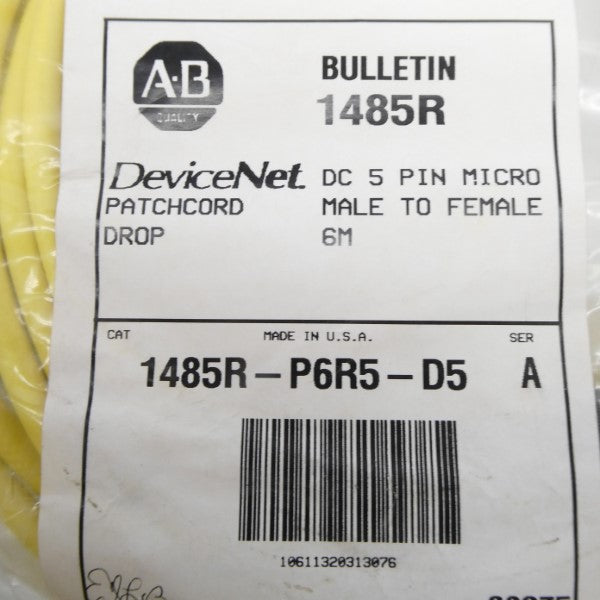 A·B
QUALITY
BULLETIN
1485R
DeviceNet. DC 5 PIN MICRO
PATCHCORD MALE TO FEMALE
DROP 6M
CAT MADE IN U.S.A. SER
1485R-P6R5-D5 A
10611320313076